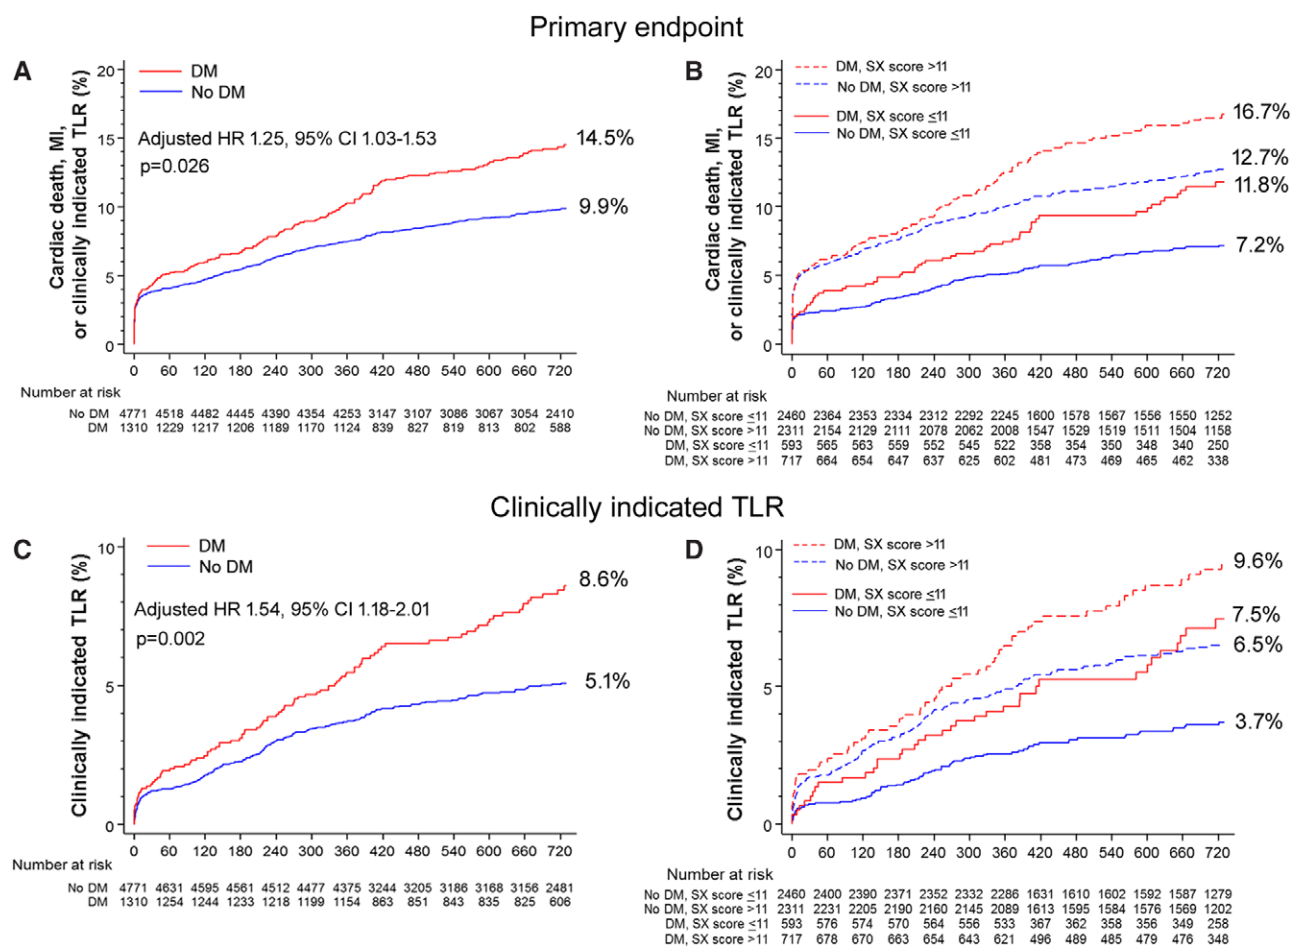 Primary endpoint
A
DM
No DM
Adjusted HR 1.25, 95% CI 1.03-1.53
p=0.026
14.5%
9.9%
Cardiac death, MI,
or clinically indicated TLR (%)
20
15
10
5
0
0 60 120 180 240 300 360 420 480 540 600 660 720
Number at risk
No DM 4771 4518 4482 4445 4390 4354 4253 3147 3107 3086 3067 3054 2410
DM 1310 1229 1217 1206 1189 1170 1124 839 827 819 813 802 588
B
DM, SX score >11
No DM, SX score >11
DM, SX score ≤11
No DM, SX score ≤11
16.7%
12.7%
11.8%
7.2%
Cardiac death, MI,
or clinically indicated TLR (%)
20
15
10
5
0
0 60 120 180 240 300 360 420 480 540 600 660 720
Number at risk
No DM, SX score ≤11 2460 2364 2353 2334 2312 2292 2245 1600 1578 1567 1556 1550 1252
No DM, SX score >11 2311 2154 2129 2111 2078 2062 2008 1547 1529 1519 1511 1504 1158
DM, SX score ≤11 593 565 563 559 552 545 522 358 354 350 348 340 250
DM, SX score >11 717 664 654 647 637 625 602 481 473 469 465 462 338
Clinically indicated TLR
C
DM
No DM
Adjusted HR 1.54, 95% CI 1.18-2.01
p=0.002
8.6%
5.1%
Clinically indicated TLR (%)
10
5
0
0 60 120 180 240 300 360 420 480 540 600 660 720
Number at risk
No DM 4771 4631 4595 4561 4512 4477 4375 3244 3205 3186 3168 3156 2481
DM 1310 1254 1244 1233 1218 1199 1154 863 851 843 835 825 606
D
DM, SX score >11
No DM, SX score >11
DM, SX score ≤11
No DM, SX score ≤11
9.6%
7.5%
6.5%
3.7%
Clinically indicated TLR (%)
10
5
0
0 60 120 180 240 300 360 420 480 540 600 660 720
Number at risk
No DM, SX score ≤11 2460 2400 2390 2371 2352 2332 2286 1631 1610 1602 1592 1587 1279
No DM, SX score >11 2311 2231 2205 2190 2160 2145 2089 1613 1595 1584 1576 1569 1202
DM, SX score ≤11 593 576 574 570 564 556 533 367 362 358 356 349 258
DM, SX score >11 717 678 670 663 654 643 621 496 489 485 479 476 348